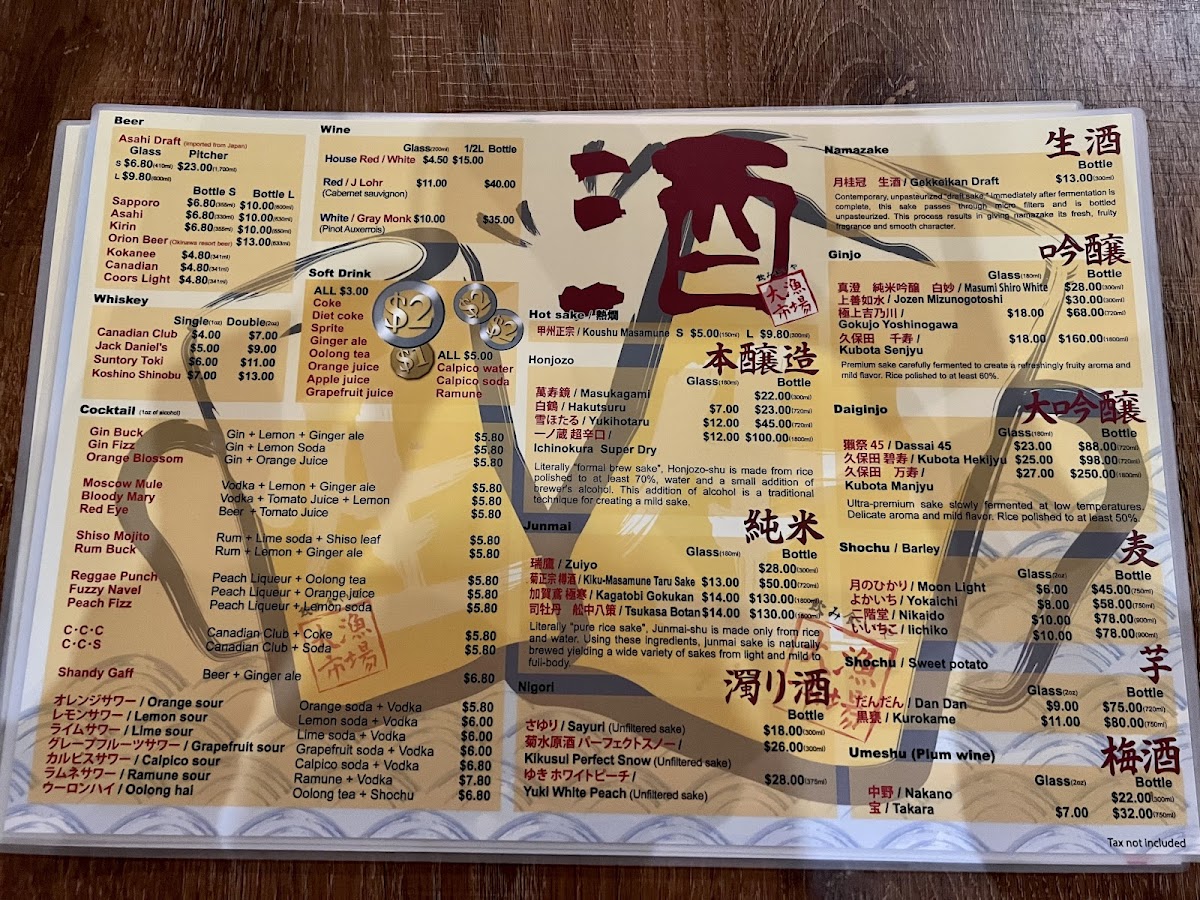 Beer
Asahi Draft (imported from Japan)
Glass Pitcher
S $6.80(410ml) $23.00(1,700ml)
L $9.80(600ml)
Bottle S Bottle L
Sapporo $6.80(355ml) $10.00(600ml)
Asahi $6.80(330ml) $10.00(630ml)
Kirin $6.80(355ml) $10.00(650ml)
Orion Beer (Okinawa resort beer) $13.00(633ml)
Kokanee $4.80(341ml)
Canadian $4.80(341ml)
Coors Light $4.80(341ml)
Whiskey
Single(1oz) Double(2oz)
Canadian Club $4.00 $7.00
Jack Daniel's $5.00 $9.00
Suntory Toki $6.00 $11.00
Koshino Shinobu $7.00 $13.00
Cocktail (1oz of alcohol)
Gin Buck Gin + Lemon + Ginger ale $5.80
Gin Fizz Gin + Lemon Soda $5.80
Orange Blossom Gin + Orange Juice $5.80
Moscow Mule Vodka + Lemon + Ginger ale $5.80
Bloody Mary Vodka + Tomato Juice + Lemon $5.80
Red Eye Beer + Tomato Juice $5.80
Shiso Mojito Rum + Lime soda + Shiso leaf $5.80
Rum Buck Rum + Lemon + Ginger ale $5.80
Reggae Punch Peach Liqueur + Oolong tea $5.80
Fuzzy Navel Peach Liqueur + Orange juice $5.80
Peach Fizz Peach Liqueur + Lemon soda $5.80
C·C·C Canadian Club + Coke $5.80
C·C·S Canadian Club + Soda $5.80
Shandy Gaff Beer + Ginger ale $6.80
オレンジサワー / Orange sour Orange soda + Vodka $5.80
レモンサワー / Lemon sour Lemon soda + Vodka $6.00
ライムサワー / Lime sour Lime soda + Vodka $6.00
グレープフルーツサワー / Grapefruit sour Grapefruit soda + Vodka $6.00
カルピスサワー / Calpico sour Calpico soda + Vodka $6.80
ラムネサワー / Ramune sour Ramune + Vodka $7.80
ウーロンハイ / Oolong hai Oolong tea + Shochu $6.80
Wine
Glass(200ml) 1/2L Bottle
House Red / White $4.50 $15.00
Red / J Lohr $11.00 $40.00
(Cabernet sauvignon)
White / Gray Monk $10.00 $35.00
(Pinot Auxerrois)
Soft Drink
ALL $3.00
Coke
Diet coke
Sprite
Ginger ale
Oolong tea
Orange juice
Apple juice
Grapefruit juice
$2
$2
$2
$1
ALL $5.00
Calpico water
Calpico soda
Ramune
酒
大漁
市場
Hot sake / 熱燗
甲州正宗 / Koushu Masamune S $5.00(150ml) L $9.80(300ml)
Honjozo
本醸造
Glass(180ml) Bottle
萬寿鏡 / Masukagami $22.00(300ml)
白鶴 / Hakutsuru $7.00 $23.00(720ml)
雪ほたる / Yukihotaru $12.00 $45.00(720ml)
一ノ蔵 超辛口 / $12.00 $100.00(1800ml)
Ichinokura Super Dry
Literally "formal brew sake", Honjozo-shu is made from rice
polished to at least 70%, water and a small addition of
brewer's alcohol. This addition of alcohol is a traditional
technique for creating a mild sake.
Junmai
純米
Glass(180ml) Bottle
瑞鷹 / Zuiyo $28.00(300ml)
菊正宗 樽酒 / Kiku-Masamune Taru Sake $13.00 $50.00(720ml)
加賀鳶 極寒 / Kagatobi Gokukan $14.00 $130.00(1800ml)
司牡丹 船中八策 / Tsukasa Botan $14.00 $130.00(1800ml)
Literally "pure rice sake", Junmai-shu is made only from rice
and water. Using these ingredients, junmai sake is naturally
brewed yielding a wide variety of sakes from light and mild to
full-body.
Nigori
濁り酒
Bottle
さゆり / Sayuri (Unfiltered sake) $18.00(300ml)
菊水原酒 パーフェクトスノー / $26.00(300ml)
Kikusui Perfect Snow (Unfiltered sake)
ゆき ホワイトピーチ / $28.00(375ml)
Yuki White Peach (Unfiltered sake)
Namazake
生酒
Bottle
月桂冠 生酒 / Gekkeikan Draft $13.00(300ml)
Contemporary, unpasteurized "draft sake." Immediately after fermentation is
complete, this sake passes through micro filters and is bottled
unpasteurized. This process results in giving namazake its fresh, fruity
fragrance and smooth character.
Ginjo
吟醸
Glass(180ml) Bottle
真澄 純米吟醸 白妙 / Masumi Shiro White $28.00(300ml)
上善如水 / Jozen Mizunogotoshi $30.00(300ml)
極上吉乃川 / $18.00 $68.00(720ml)
Gokujo Yoshinogawa
久保田 千寿 / $18.00 $160.00(1800ml)
Kubota Senjyu
Premium sake carefully fermented to create a refreshingly fruity aroma and
mild flavor. Rice polished to at least 60%.
Daiginjo
大吟醸
Glass(180ml) Bottle
獺祭 45 / Dassai 45 $23.00 $88.00(720ml)
久保田 碧寿 / Kubota Hekijyu $25.00 $98.00(720ml)
久保田 万寿 / $27.00 $250.00(1800ml)
Kubota Manjyu
Ultra-premium sake slowly fermented at low temperatures.
Delicate aroma and mild flavor. Rice polished to at least 50%.
Shochu / Barley
麦
Glass(2oz) Bottle
月のひかり / Moon Light $6.00 $45.00(750ml)
よかいち / Yokaichi $8.00 $58.00(750ml)
二階堂 / Nikaido $10.00 $78.00(900ml)
いいちこ / Iichiko $10.00 $78.00(900ml)
Shochu / Sweet potato
芋
Glass(2oz) Bottle
だんだん / Dan Dan $9.00 $75.00(720ml)
黒甕 / Kurokame $11.00 $80.00(750ml)
Umeshu (Plum wine)
梅酒
Glass(2oz) Bottle
中野 / Nakano $22.00(300ml)
宝 / Takara $7.00 $32.00(750ml)
Tax not included